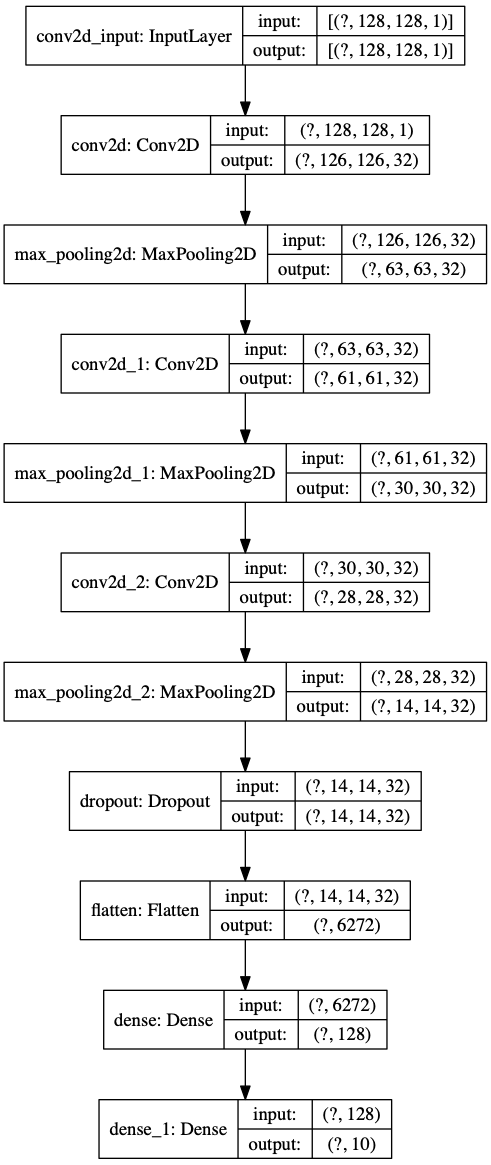 conv2d_input: InputLayer
input: [(?, 128, 128, 1)]
output: [(?, 128, 128, 1)]
conv2d: Conv2D
input: (?, 128, 128, 1)
output: (?, 126, 126, 32)
max_pooling2d: MaxPooling2D
input: (?, 126, 126, 32)
output: (?, 63, 63, 32)
conv2d_1: Conv2D
input: (?, 63, 63, 32)
output: (?, 61, 61, 32)
max_pooling2d_1: MaxPooling2D
input: (?, 61, 61, 32)
output: (?, 30, 30, 32)
conv2d_2: Conv2D
input: (?, 30, 30, 32)
output: (?, 28, 28, 32)
max_pooling2d_2: MaxPooling2D
input: (?, 28, 28, 32)
output: (?, 14, 14, 32)
dropout: Dropout
input: (?, 14, 14, 32)
output: (?, 14, 14, 32)
flatten: Flatten
input: (?, 14, 14, 32)
output: (?, 6272)
dense: Dense
input: (?, 6272)
output: (?, 128)
dense_1: Dense
input: (?, 128)
output: (?, 10)